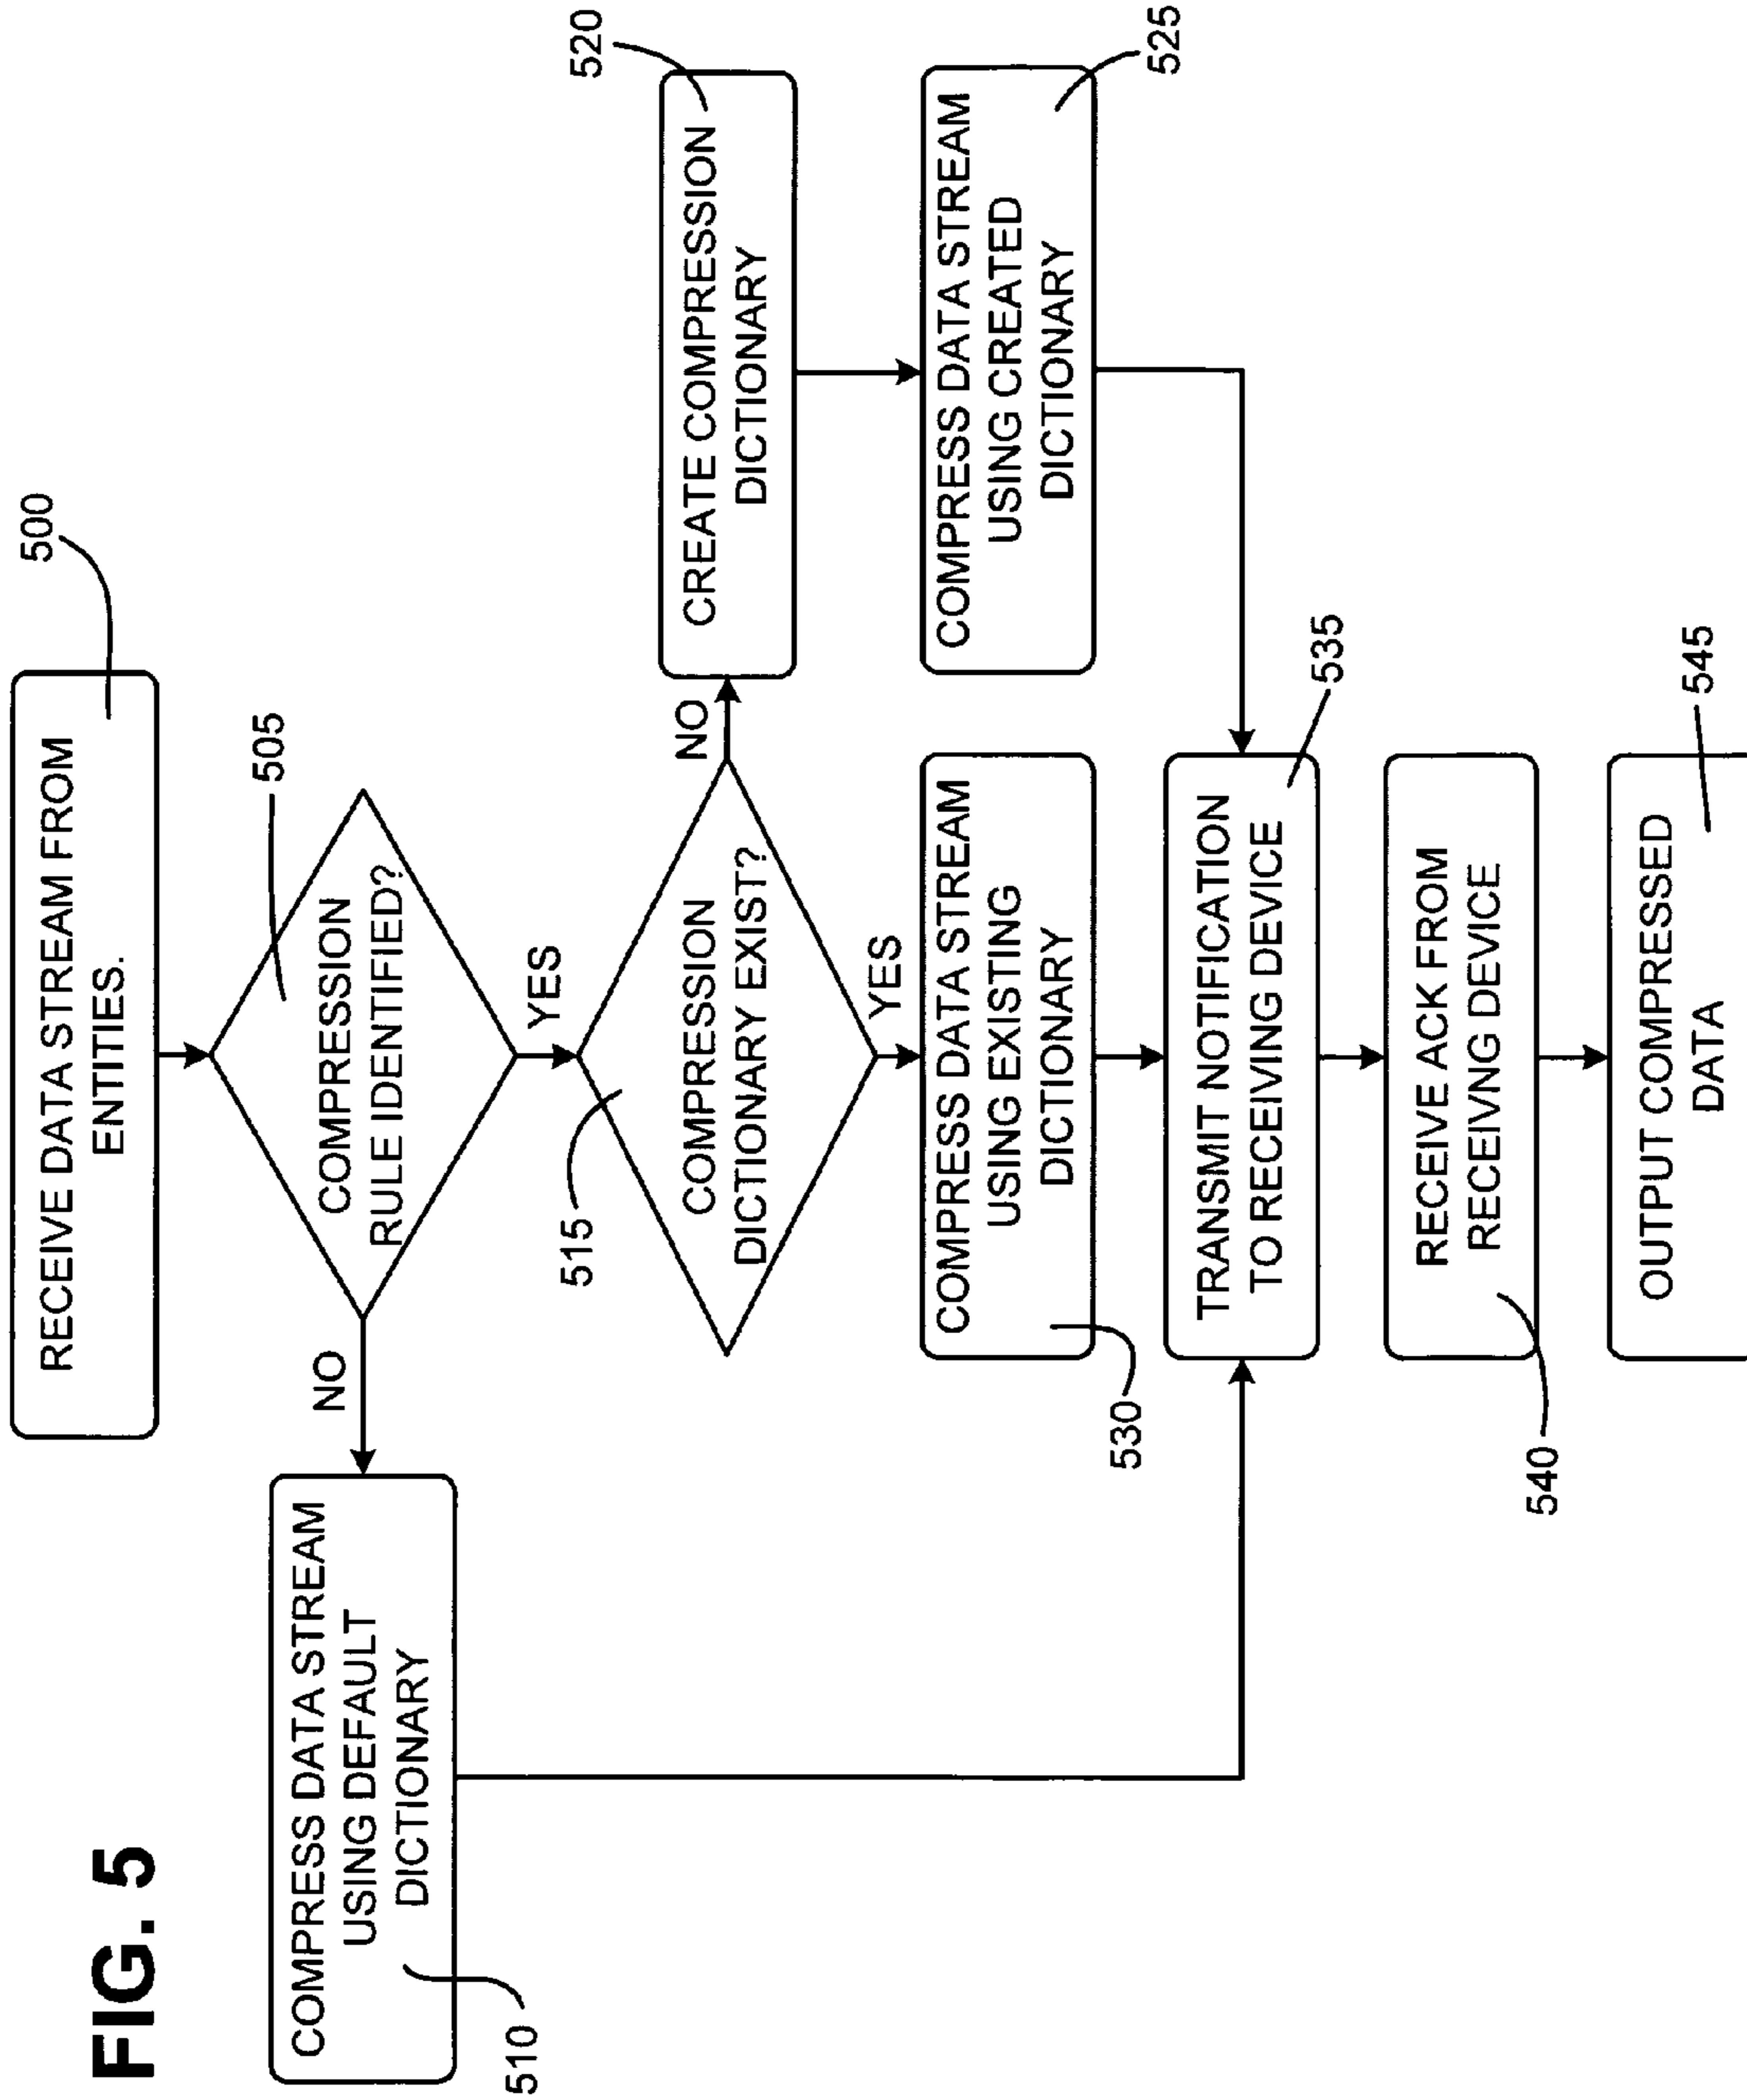 FIG. 5
500
RECEIVE DATA STREAM FROM
ENTITIES.
505
COMPRESSION
RULE IDENTIFIED?
NO
YES
COMPRESS DATA STREAM
USING DEFAULT
DICTIONARY
510
515
COMPRESSION
DICTIONARY EXIST?
NO
YES
520
CREATE COMPRESSION
DICTIONARY
COMPRESS DATA STREAM
USING CREATED
DICTIONARY
525
COMPRESS DATA STREAM
USING EXISTING
DICTIONARY
530
TRANSMIT NOTIFICATION
TO RECEIVING DEVICE
535
RECEIVE ACK FROM
RECEIVNG DEVICE
540
OUTPUT COMPRESSED
DATA
545